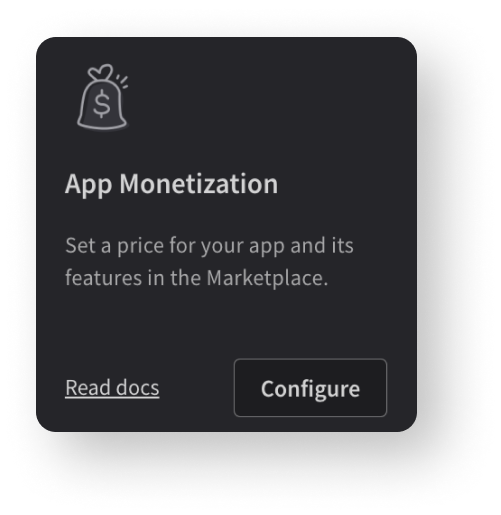 $
App Monetization
Set a price for your app and its
features in the Marketplace.
Read docs
Configure